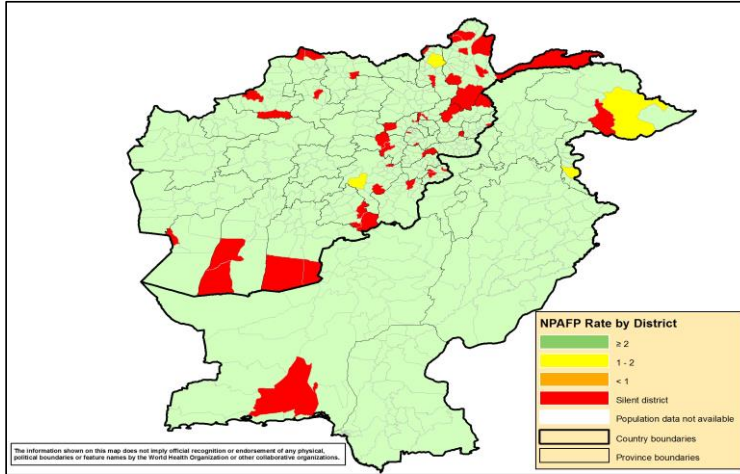 NPAFP Rate by District
≥ 2
1 - 2
< 1
Silent district
Population data not available
Country boundaries
Province boundaries
The information shown on this map does not imply official recognition or endorsement of any physical,
political boundaries or feature names by the World Health Organization or other collaborative organizations.